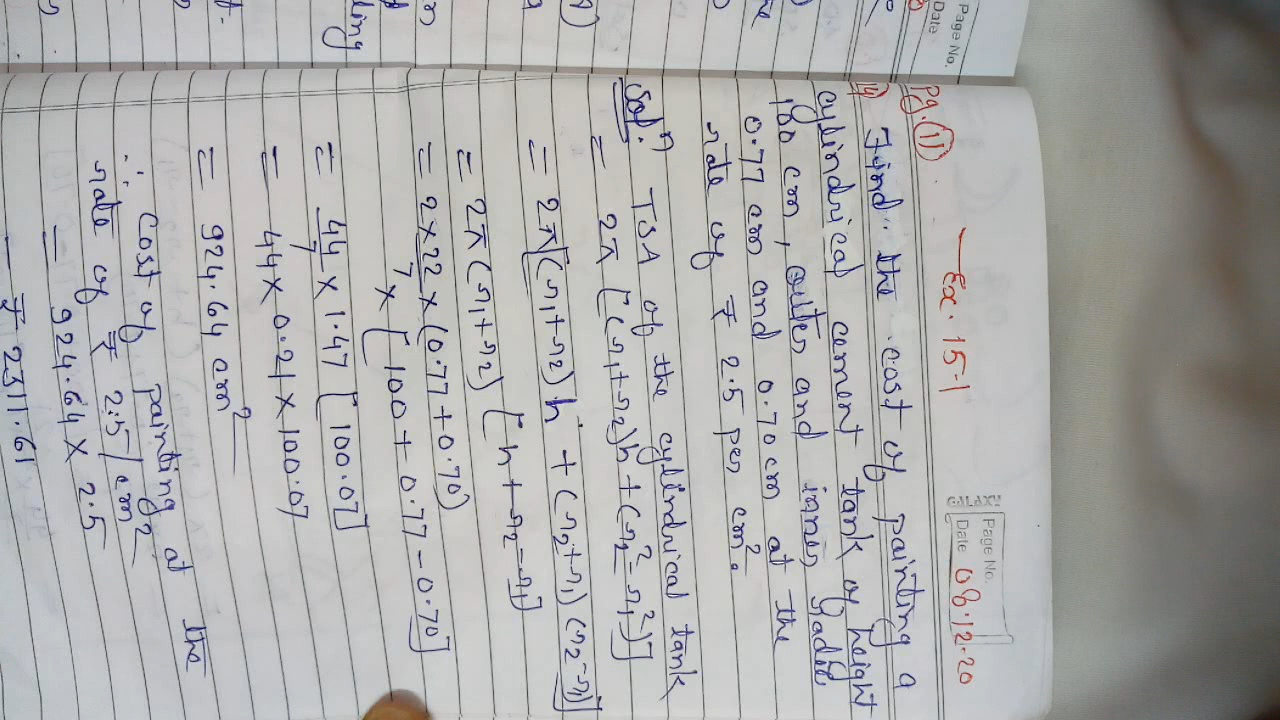 Page No.
Date
GALAXY
Page No.
Date 08.12.20
Pg. 11
Ex. 15.1
14) Find the cost of painting a
cylindrical cement tank of height
100 cm, outer and inner radii
0.77 cm and 0.70 cm at the
rate of ₹ 2.5 per cm².
Solⁿ. TSA of the cylindrical tank
= 2π [(r₁+r₂)h + (r₂² - r₁²)]
= 2π[(r₁+r₂)h + (r₂+r₁) (r₂-r₁)]
= 2π (r₁+r₂) [h + r₂ - r₁]
= 2×22/7 × (0.77+0.70)
× [100 + 0.77 - 0.70]
= 44/7 × 1.47 [100.07]
= 44 × 0.21 × 100.07
= 924.64 cm²
∴ Cost of painting at the
rate of ₹ 2.5/cm²
= 924.64 × 2.5
= ₹ 2311.61